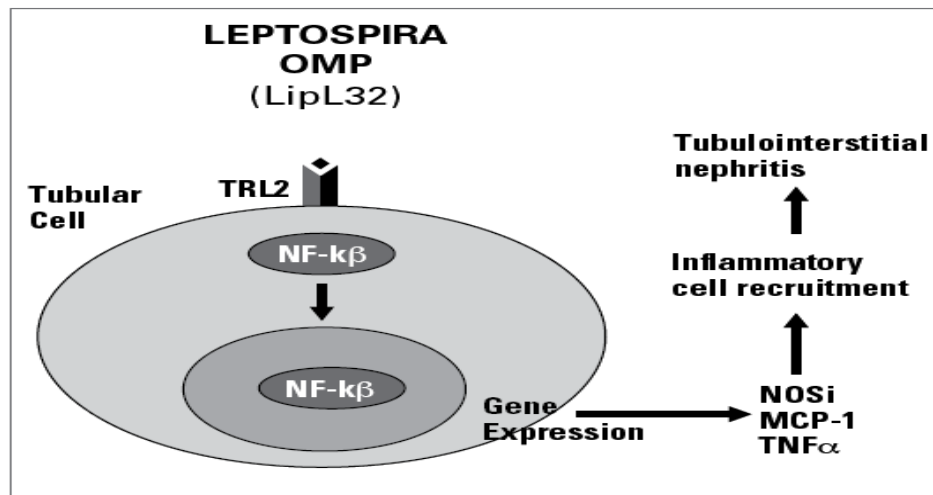 LEPTOSPIRA
OMP
(LipL32)
TRL2
Tubular
Cell
NF-kβ
NF-kβ
Gene
Expression
NOSi
MCP-1
TNFα
Inflammatory
cell recruitment
Tubulointerstitial
nephritis